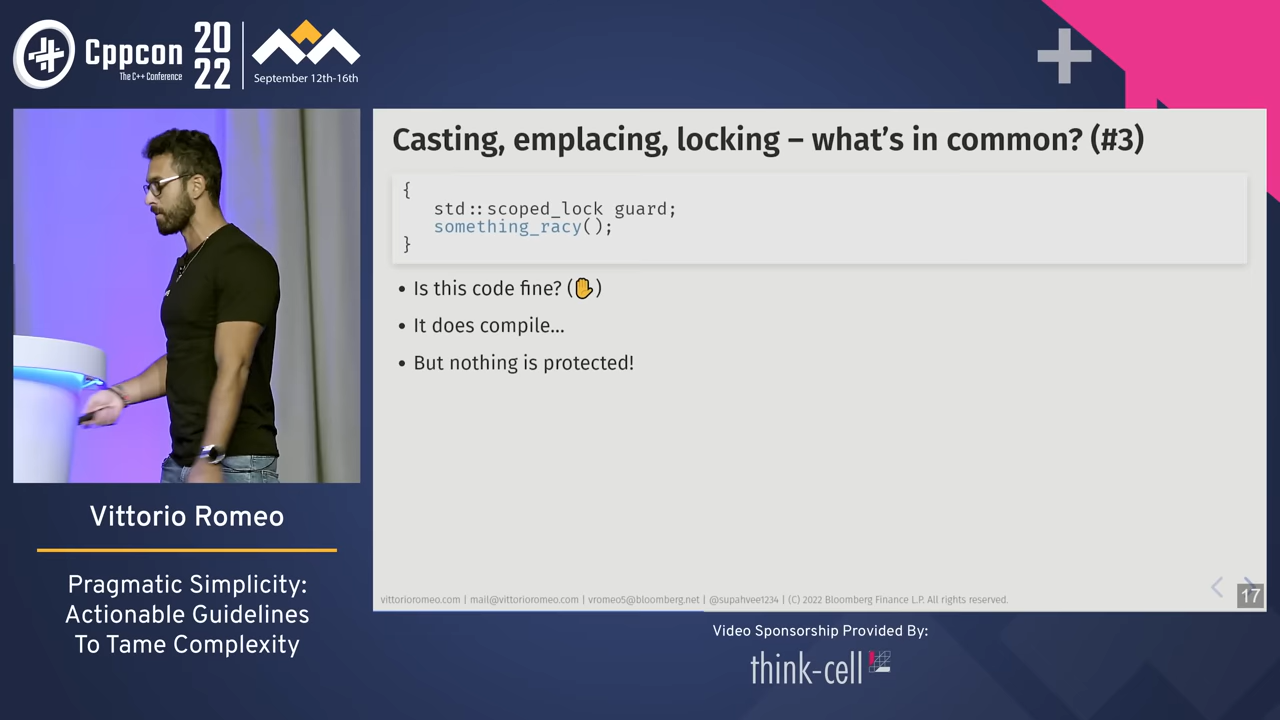 Cppcon
The C++ Conference
20
22
September 12th-16th
Casting, emplacing, locking – what's in common? (#3)
{
std::scoped_lock guard;
something_racy();
}
• Is this code fine? (✋)
• It does compile...
• But nothing is protected!
vittorioromeo.com | mail@vittorioromeo.com | vromeo5@bloomberg.net | @supahvee1234 | (C) 2022 Bloomberg Finance L.P. All rights reserved.
17
Vittorio Romeo
Pragmatic Simplicity:
Actionable Guidelines
To Tame Complexity
Video Sponsorship Provided By:
think-cell